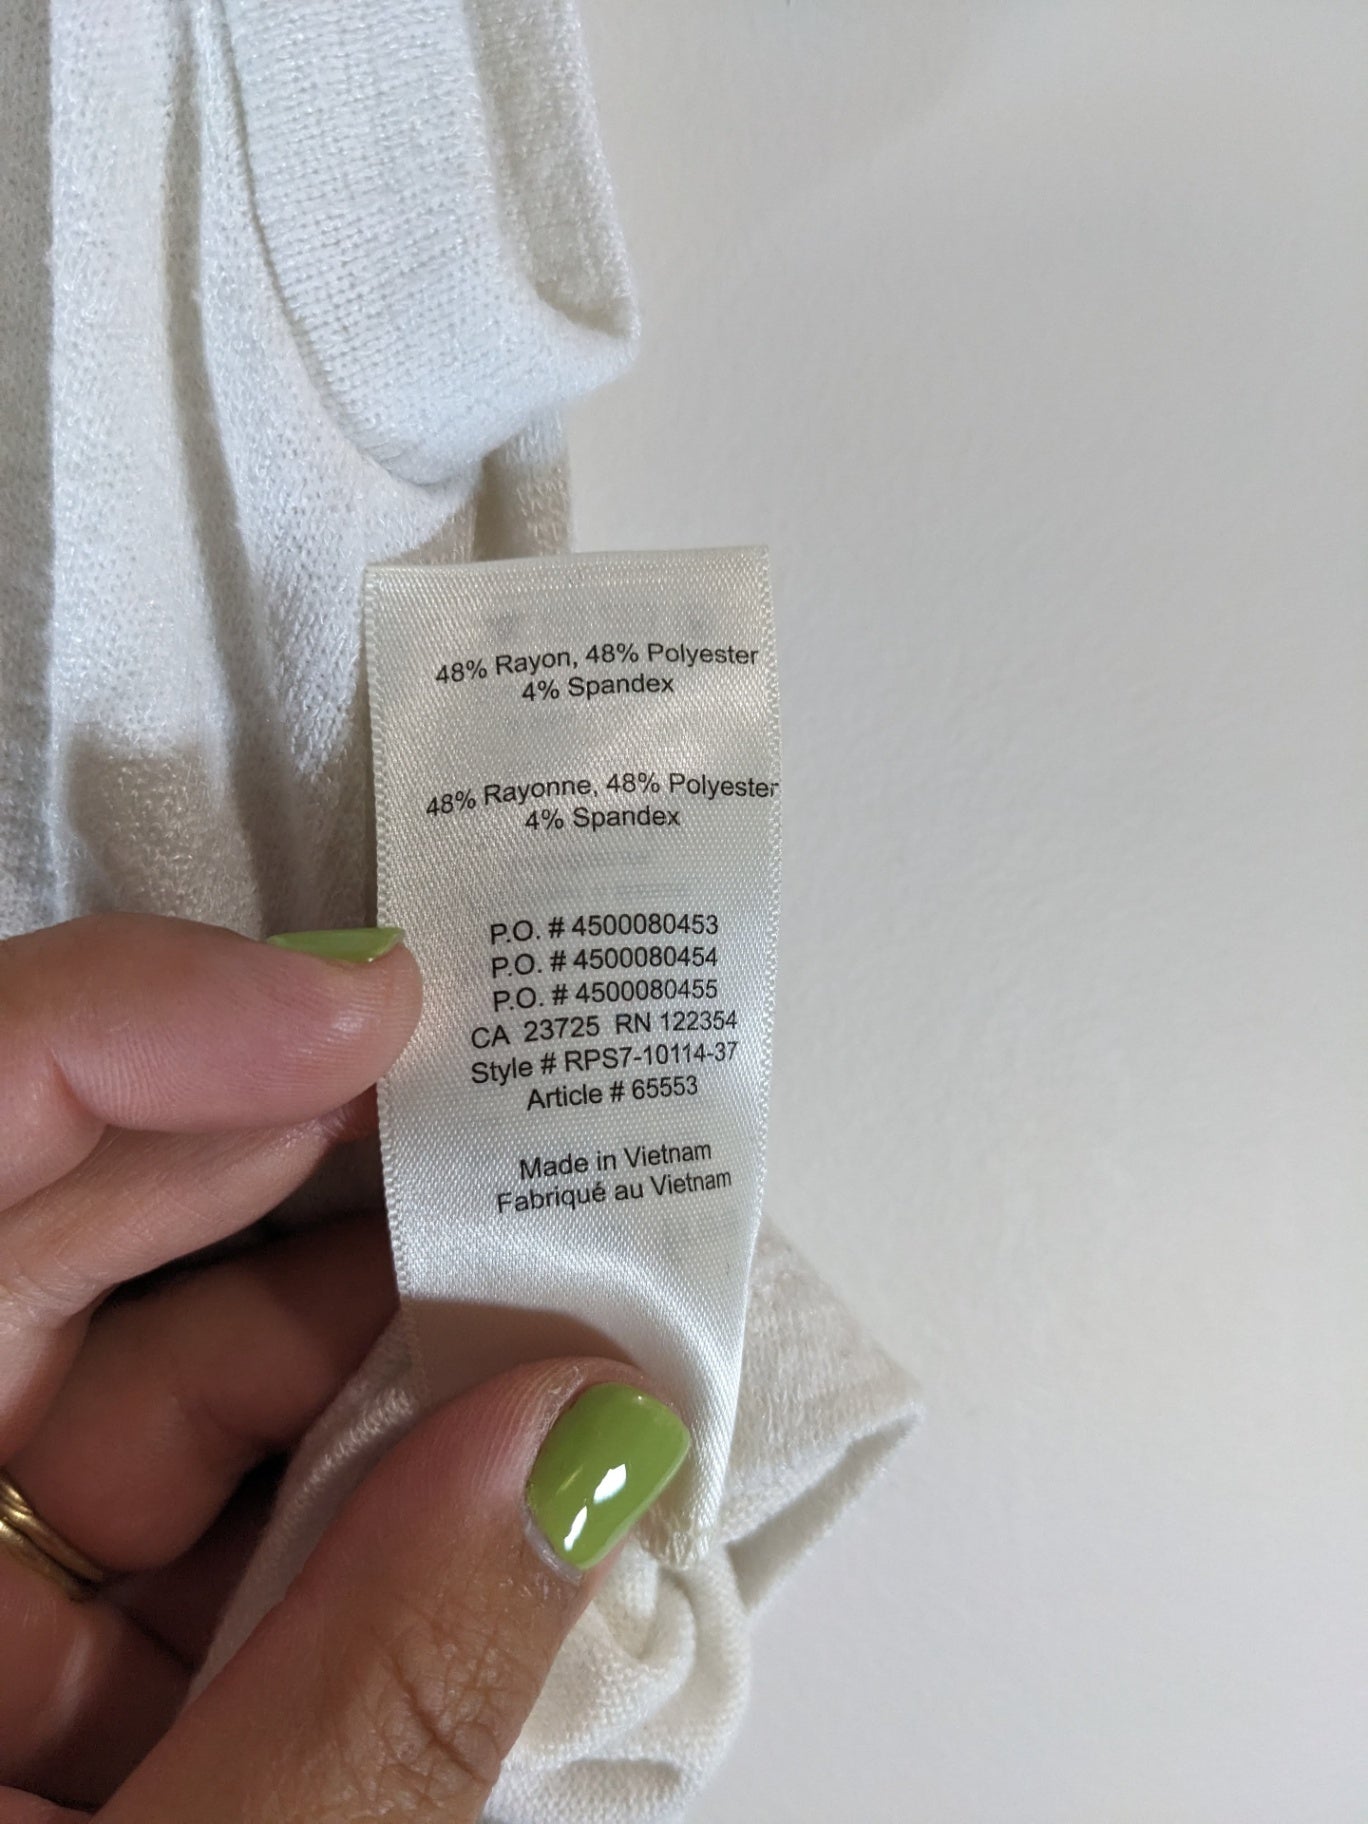 48% Rayon, 48% Polyester
4% Spandex
48% Rayonne, 48% Polyester
4% Spandex
P.O. # 4500080453
P.O. # 4500080454
P.O. # 4500080455
CA 23725 RN 122354
Style # RPS7-10114-37
Article # 65553
Made in Vietnam
Fabriqué au Vietnam